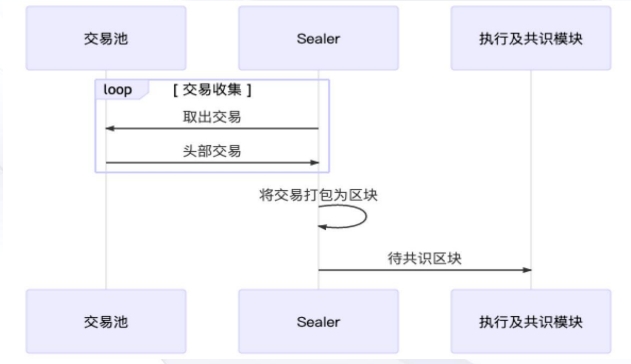 交易池
Sealer
执行及共识模块
loop
[ 交易收集 ]
取出交易
头部交易
将交易打包为区块
待共识区块
交易池
Sealer
执行及共识模块